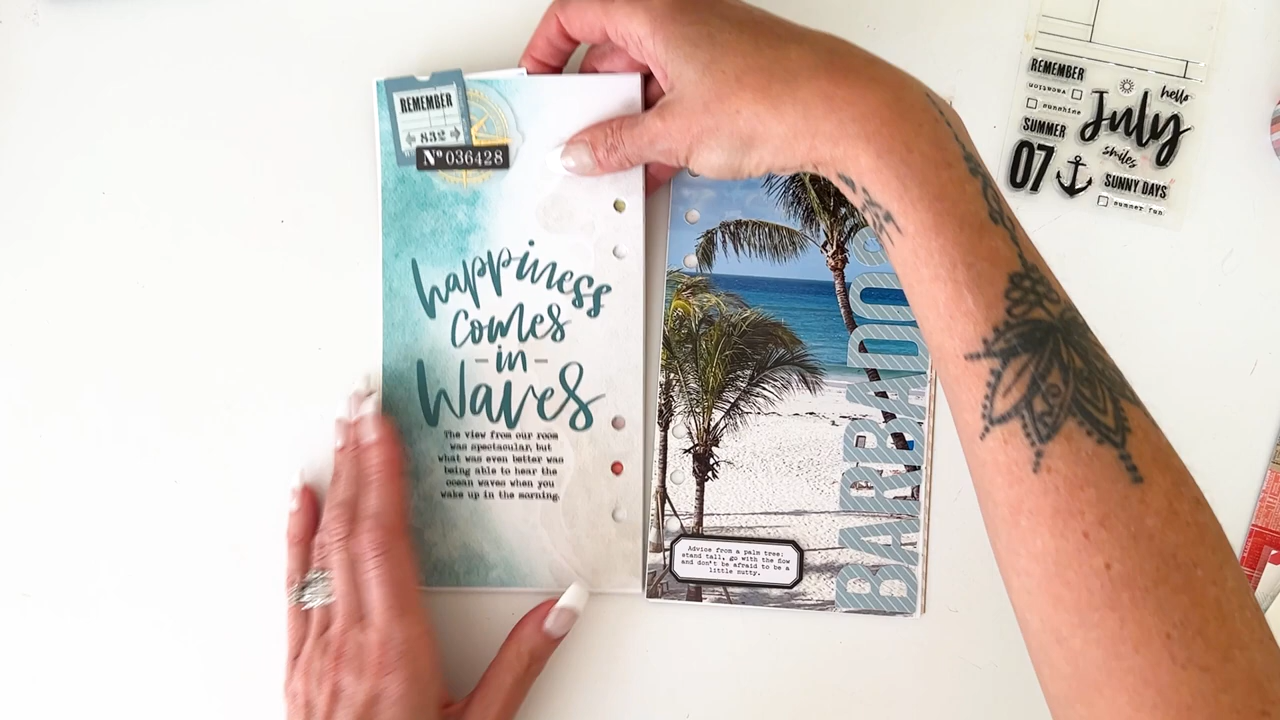 REMEMBER
832
Nº 036428
happiness
comes
in
Waves
The view from our room
was spectacular, but
what was even better was
being able to hear the
ocean waves when you
wake up in the morning.
BARBADOS
Advice from a palm tree:
stand tall, go with the flow
and don't be afraid to be a
little nutty.
REMEMBER
vacation
hello
sunshine
July
SUMMER
smiles
07
SUNNY DAYS
summer fun